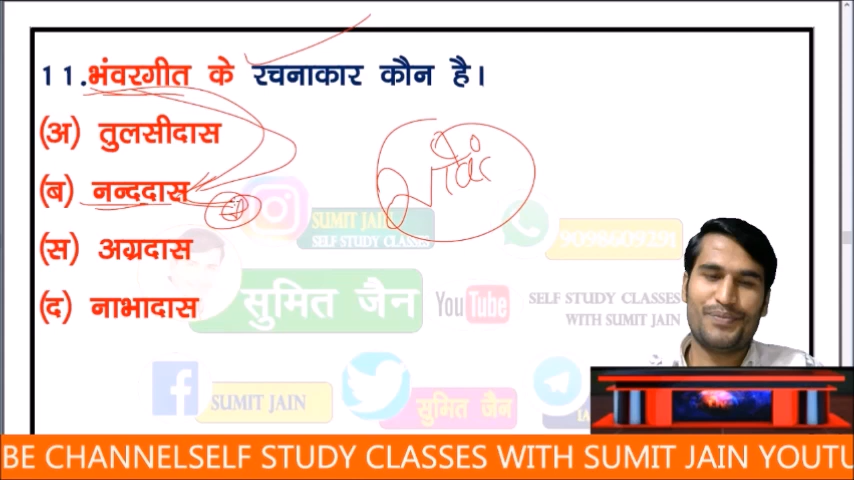 11.भंवरगीत के रचनाकार कौन है।
(अ) तुलसीदास
(ब) नन्ददास
(स) अग्रदास
(द) नाभादास
SUMIT JAIN
SELF STUDY CLASSES
9098609291
सुमित जैन
YouTube
SELF STUDY CLASSES
WITH SUMIT JAIN
SUMIT JAIN
सुमित जैन
BE CHANNELSELF STUDY CLASSES WITH SUMIT JAIN YOUTU